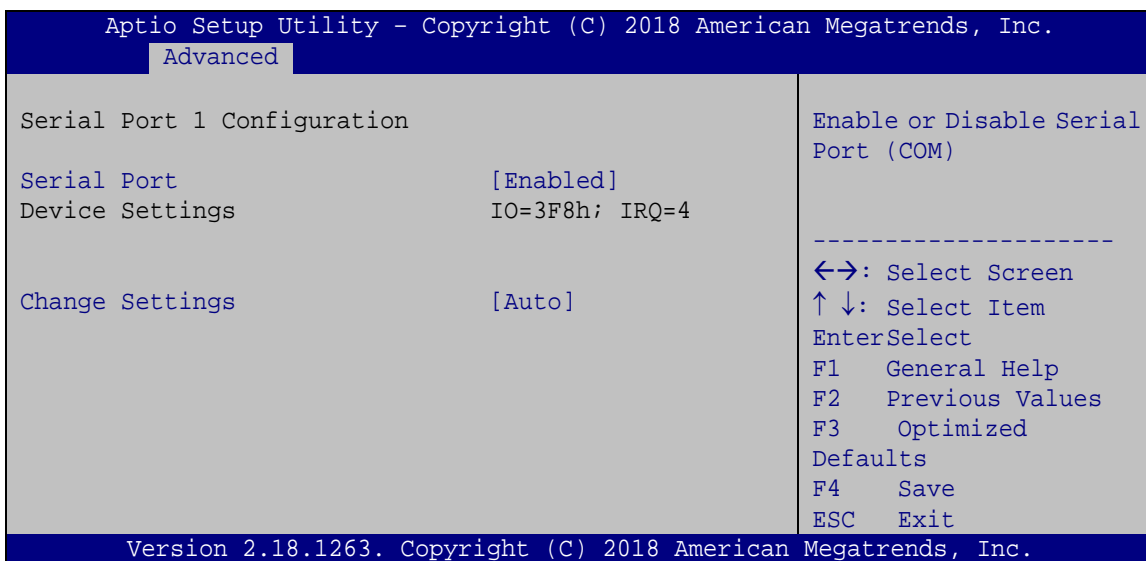 Aptio Setup Utility – Copyright (C) 2018 American Megatrends, Inc.
Advanced
Serial Port 1 Configuration
Serial Port [Enabled]
Device Settings IO=3F8h; IRQ=4
Change Settings [Auto]
Enable or Disable Serial
Port (COM)
---------------------
←→: Select Screen
↑ ↓: Select Item
EnterSelect
F1 General Help
F2 Previous Values
F3 Optimized
Defaults
F4 Save
ESC Exit
Version 2.18.1263. Copyright (C) 2018 American Megatrends, Inc.